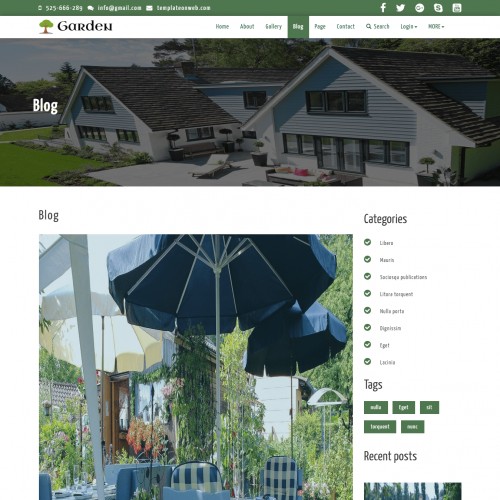 525-666-289 info@gmail.com templateonweb.com
Garden
Home About Gallery Blog Page Contact Search Login MORE
Blog
Blog
Categories
Libero
Mauris
Sociosqu publications
Litora torquent
Nulla porta
Dignissim
Eget
Lacinia
Tags
nulla Eget sit
torquent nunc
Recent posts